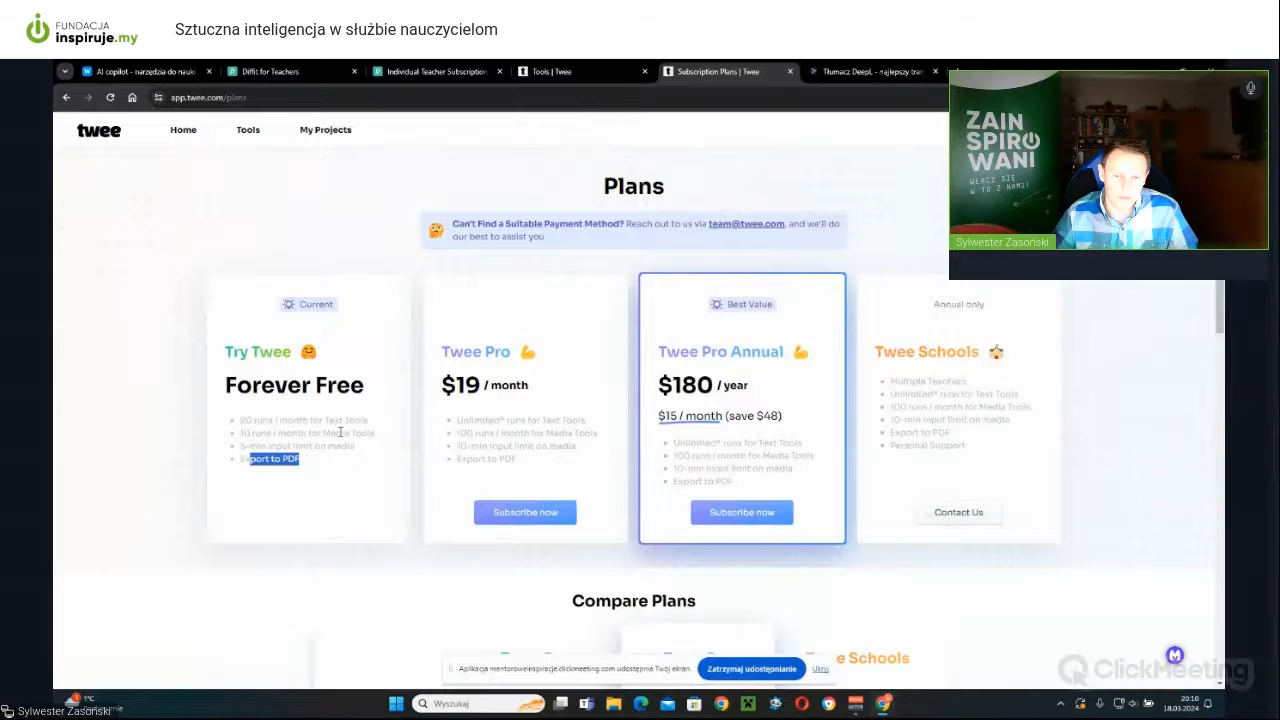 FUNDACJA
inspiruje.my
Sztuczna inteligencja w służbie nauczycielom
AI copilot - narzędzia do nauki
Diffit for Teachers
Individual Teacher Subscription
Tools | Twee
Subscription Plans | Twee
Tłumacz DeepL - najlepszy tran
app.twee.com/plans
twee
Home
Tools
My Projects
ZAIN
SPIRO
WANI
WŁĄCZ SIĘ
W TO Z NAMI!
Sylwester Zasoński
Plans
Can't Find a Suitable Payment Method? Reach out to us via team@twee.com, and we'll do
our best to assist you
Current
Try Twee
Forever Free
20 runs / month for Text Tools
10 runs / month for Media Tools
5-min input limit on media
Export to PDF
Twee Pro
$19 / month
Unlimited* runs for Text Tools
100 runs / month for Media Tools
10-min input limit on media
Export to PDF
Subscribe now
Best Value
Twee Pro Annual
$180 / year
$15 / month (save $48)
Unlimited* runs for Text Tools
100 runs / month for Media Tools
10-min input limit on media
Export to PDF
Subscribe now
Annual only
Twee Schools
Multiple Teachers
Unlimited* runs for Text Tools
100 runs / month for Media Tools
10-min input limit on media
Export to PDF
Personal Support
Contact Us
Compare Plans
e Schools
Aplikacja mentoroweinspiracje.clickmeeting.com udostępnia Twój ekran.
Zatrzymaj udostępnianie
Ukryj
ClickMeeting
1°C
Wyszukaj
20:10
18.03.2024
Sylwester Zasoński